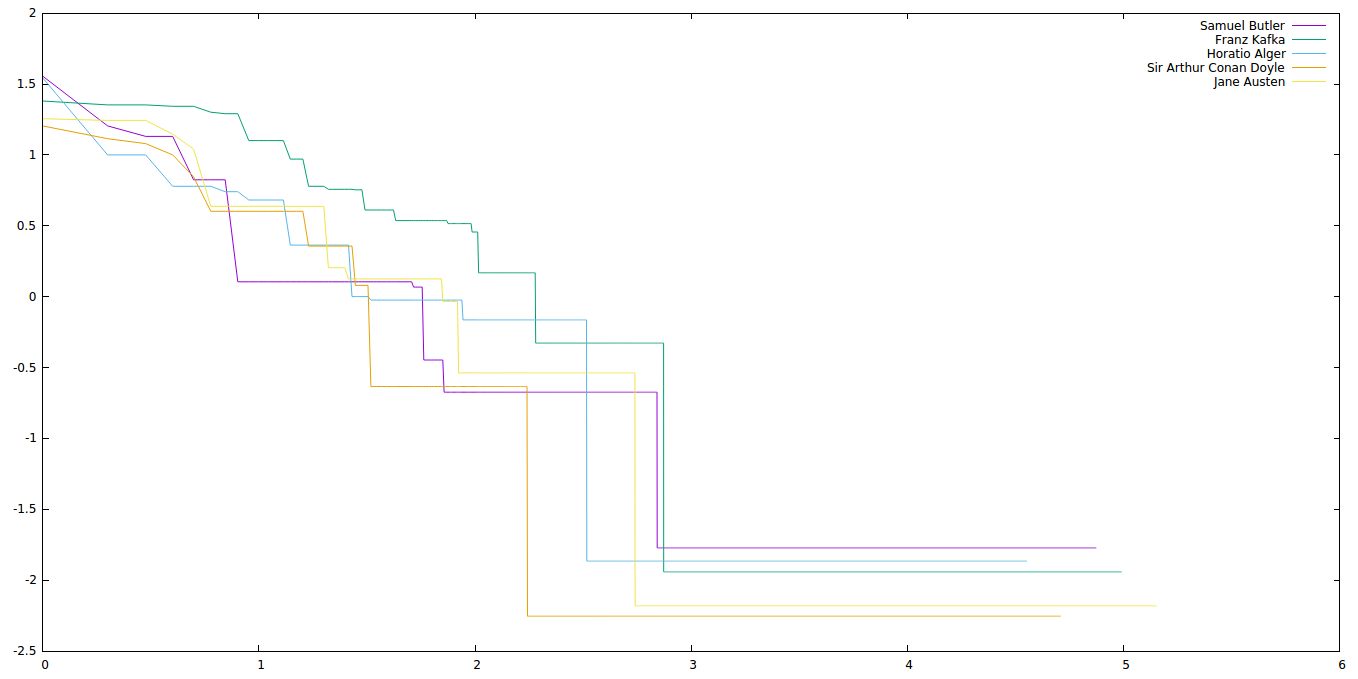 2
1.5
1
0.5
0
-0.5
-1
-1.5
-2
-2.5
0 1 2 3 4 5 6
Samuel Butler
Franz Kafka
Horatio Alger
Sir Arthur Conan Doyle
Jane Austen